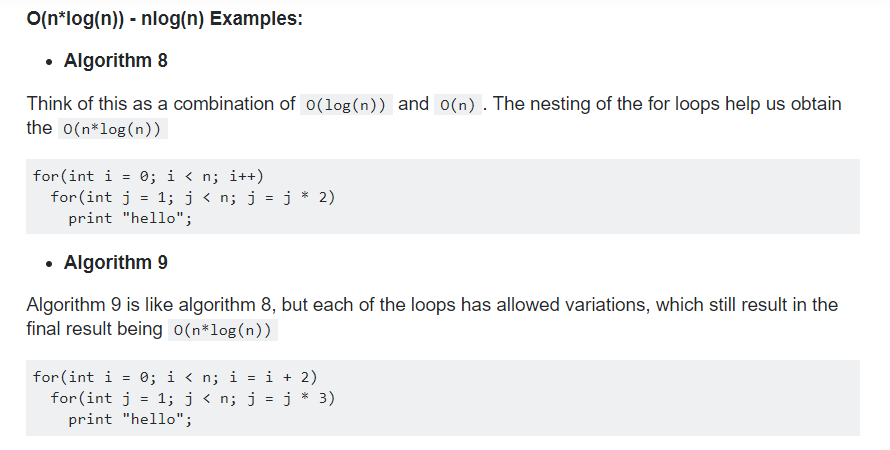 O(n*log(n)) - nlog(n) Examples:
• Algorithm 8
Think of this as a combination of O(log(n)) and O(n) . The nesting of the for loops help us obtain
the O(n*log(n))
for(int i = 0; i < n; i++)
  for(int j = 1; j < n; j = j * 2)
    print "hello";
• Algorithm 9
Algorithm 9 is like algorithm 8, but each of the loops has allowed variations, which still result in the
final result being O(n*log(n))
for(int i = 0; i < n; i = i + 2)
  for(int j = 1; j < n; j = j * 3)
    print "hello";